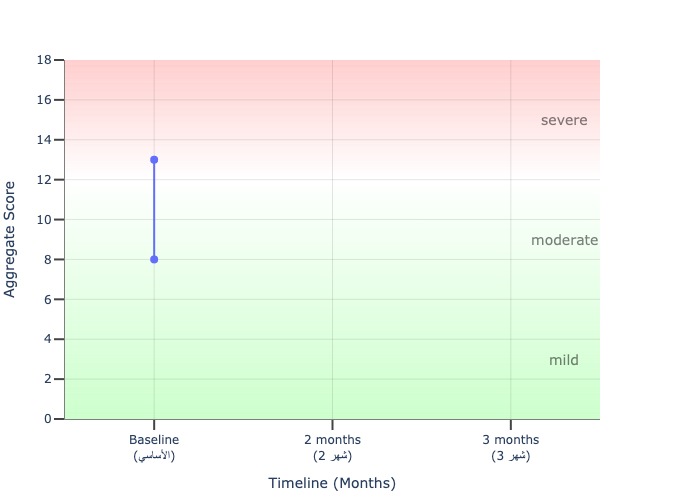 18
16
severe
14
12
10
moderate
8
6
4
mild
2
0
Aggregate Score
Baseline
(الأساسي)
2 months
(شهر 2)
3 months
(شهر 3)
Timeline (Months)